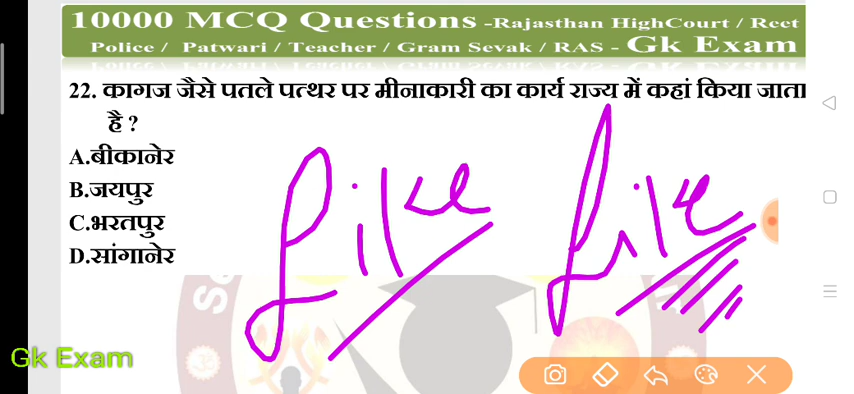 10000 MCQ Questions -Rajasthan HighCourt / Reet
Police / Patwari / Teacher / Gram Sevak / RAS - Gk Exam
22. कागज जैसे पतले पत्थर पर मीनाकारी का कार्य राज्य में कहां किया जाता
है ?
A.बीकानेर
B.जयपुर
C.भरतपुर
D.सांगानेर
Like Like
Gk Exam